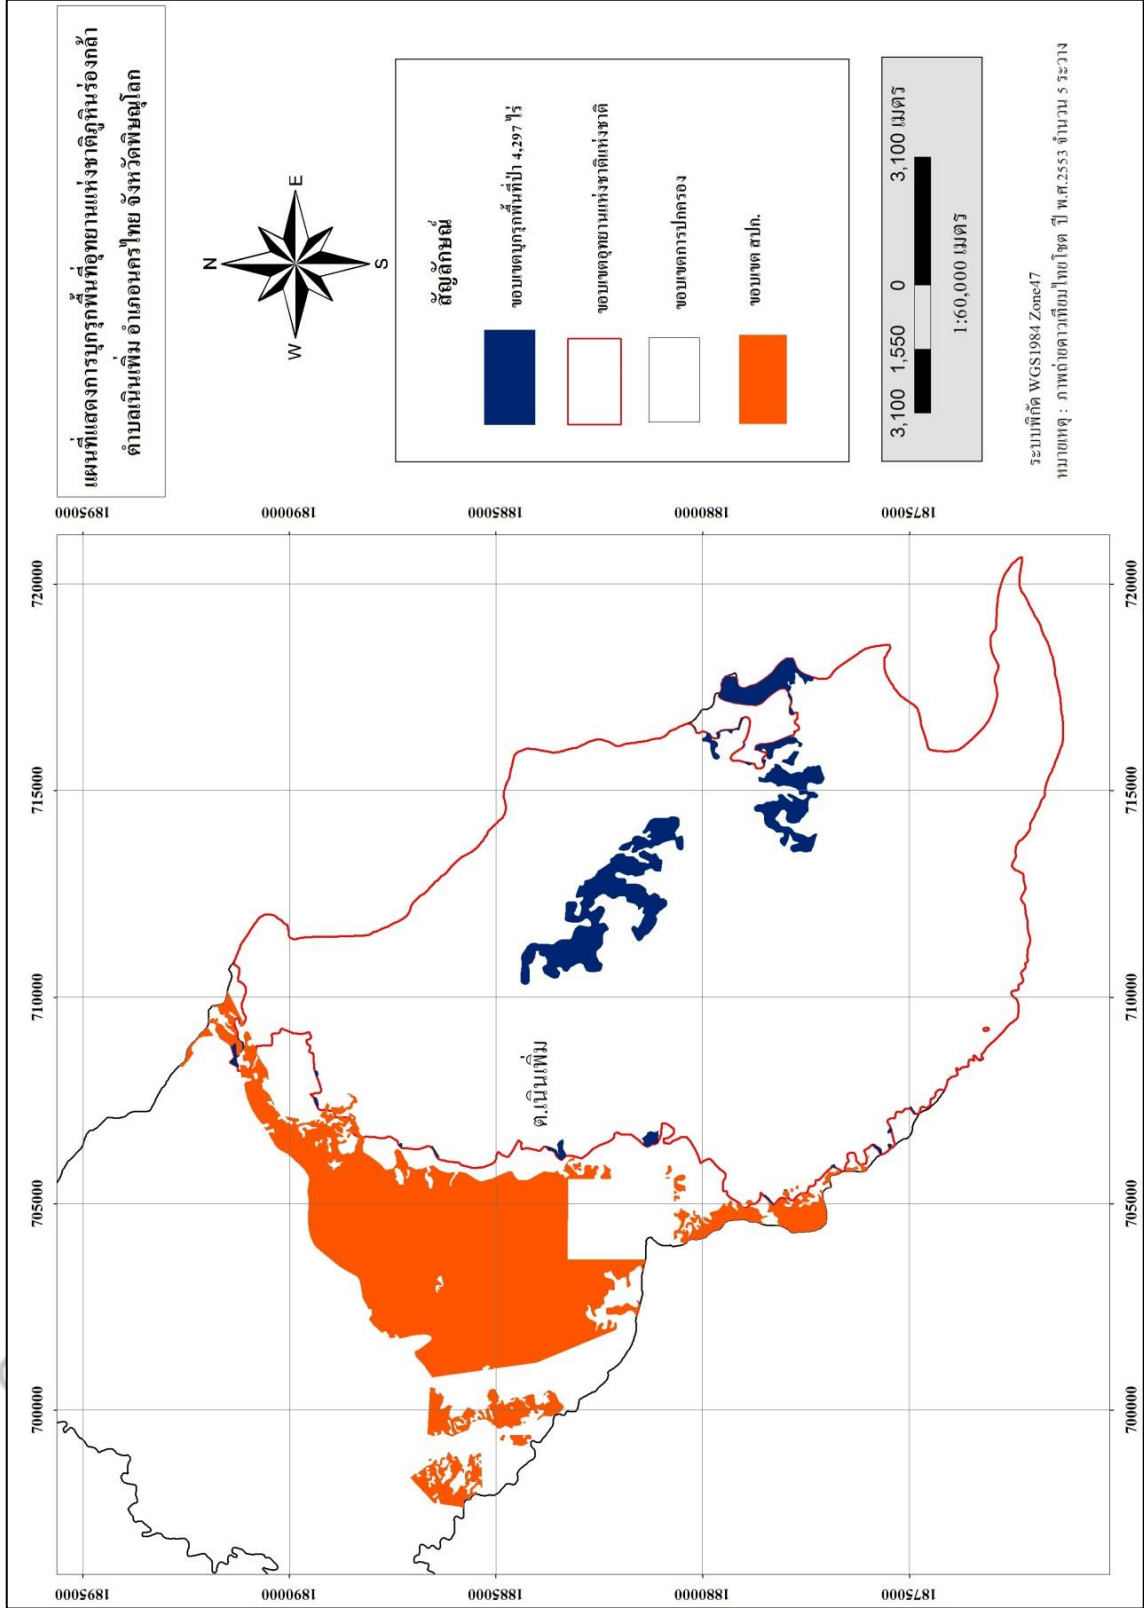 แผนที่แสดงการบุกรุกพื้นที่อุทยานแห่งชาติภูหินร่องกล้า
ตำบลเนินเพิ่ม อำเภอนครไทย จังหวัดพิษณุโลก
N
W
E
S
สัญลักษณ์
ขอบเขตบุกรุกพื้นที่ป่า 4,297 ไร่
ขอบเขตอุทยานแห่งชาติแห่งชาติ
ขอบเขตการปกครอง
ขอบเขต สปก.
3,100 1,550 0 3,100 เมตร
1:60,000 เมตร
ระบบพิกัด WGS1984 Zone47
หมายเหตุ : ภาพถ่ายดาวเทียมไทยโชต ปี พ.ศ.2553 จำนวน 5 ระวาง
700000 705000 710000 715000 720000
1895000 1895000
1890000 1890000
1885000 1885000
1880000 1880000
1875000 1875000
ต.เนินเพิ่ม
700000 705000 710000 715000 720000